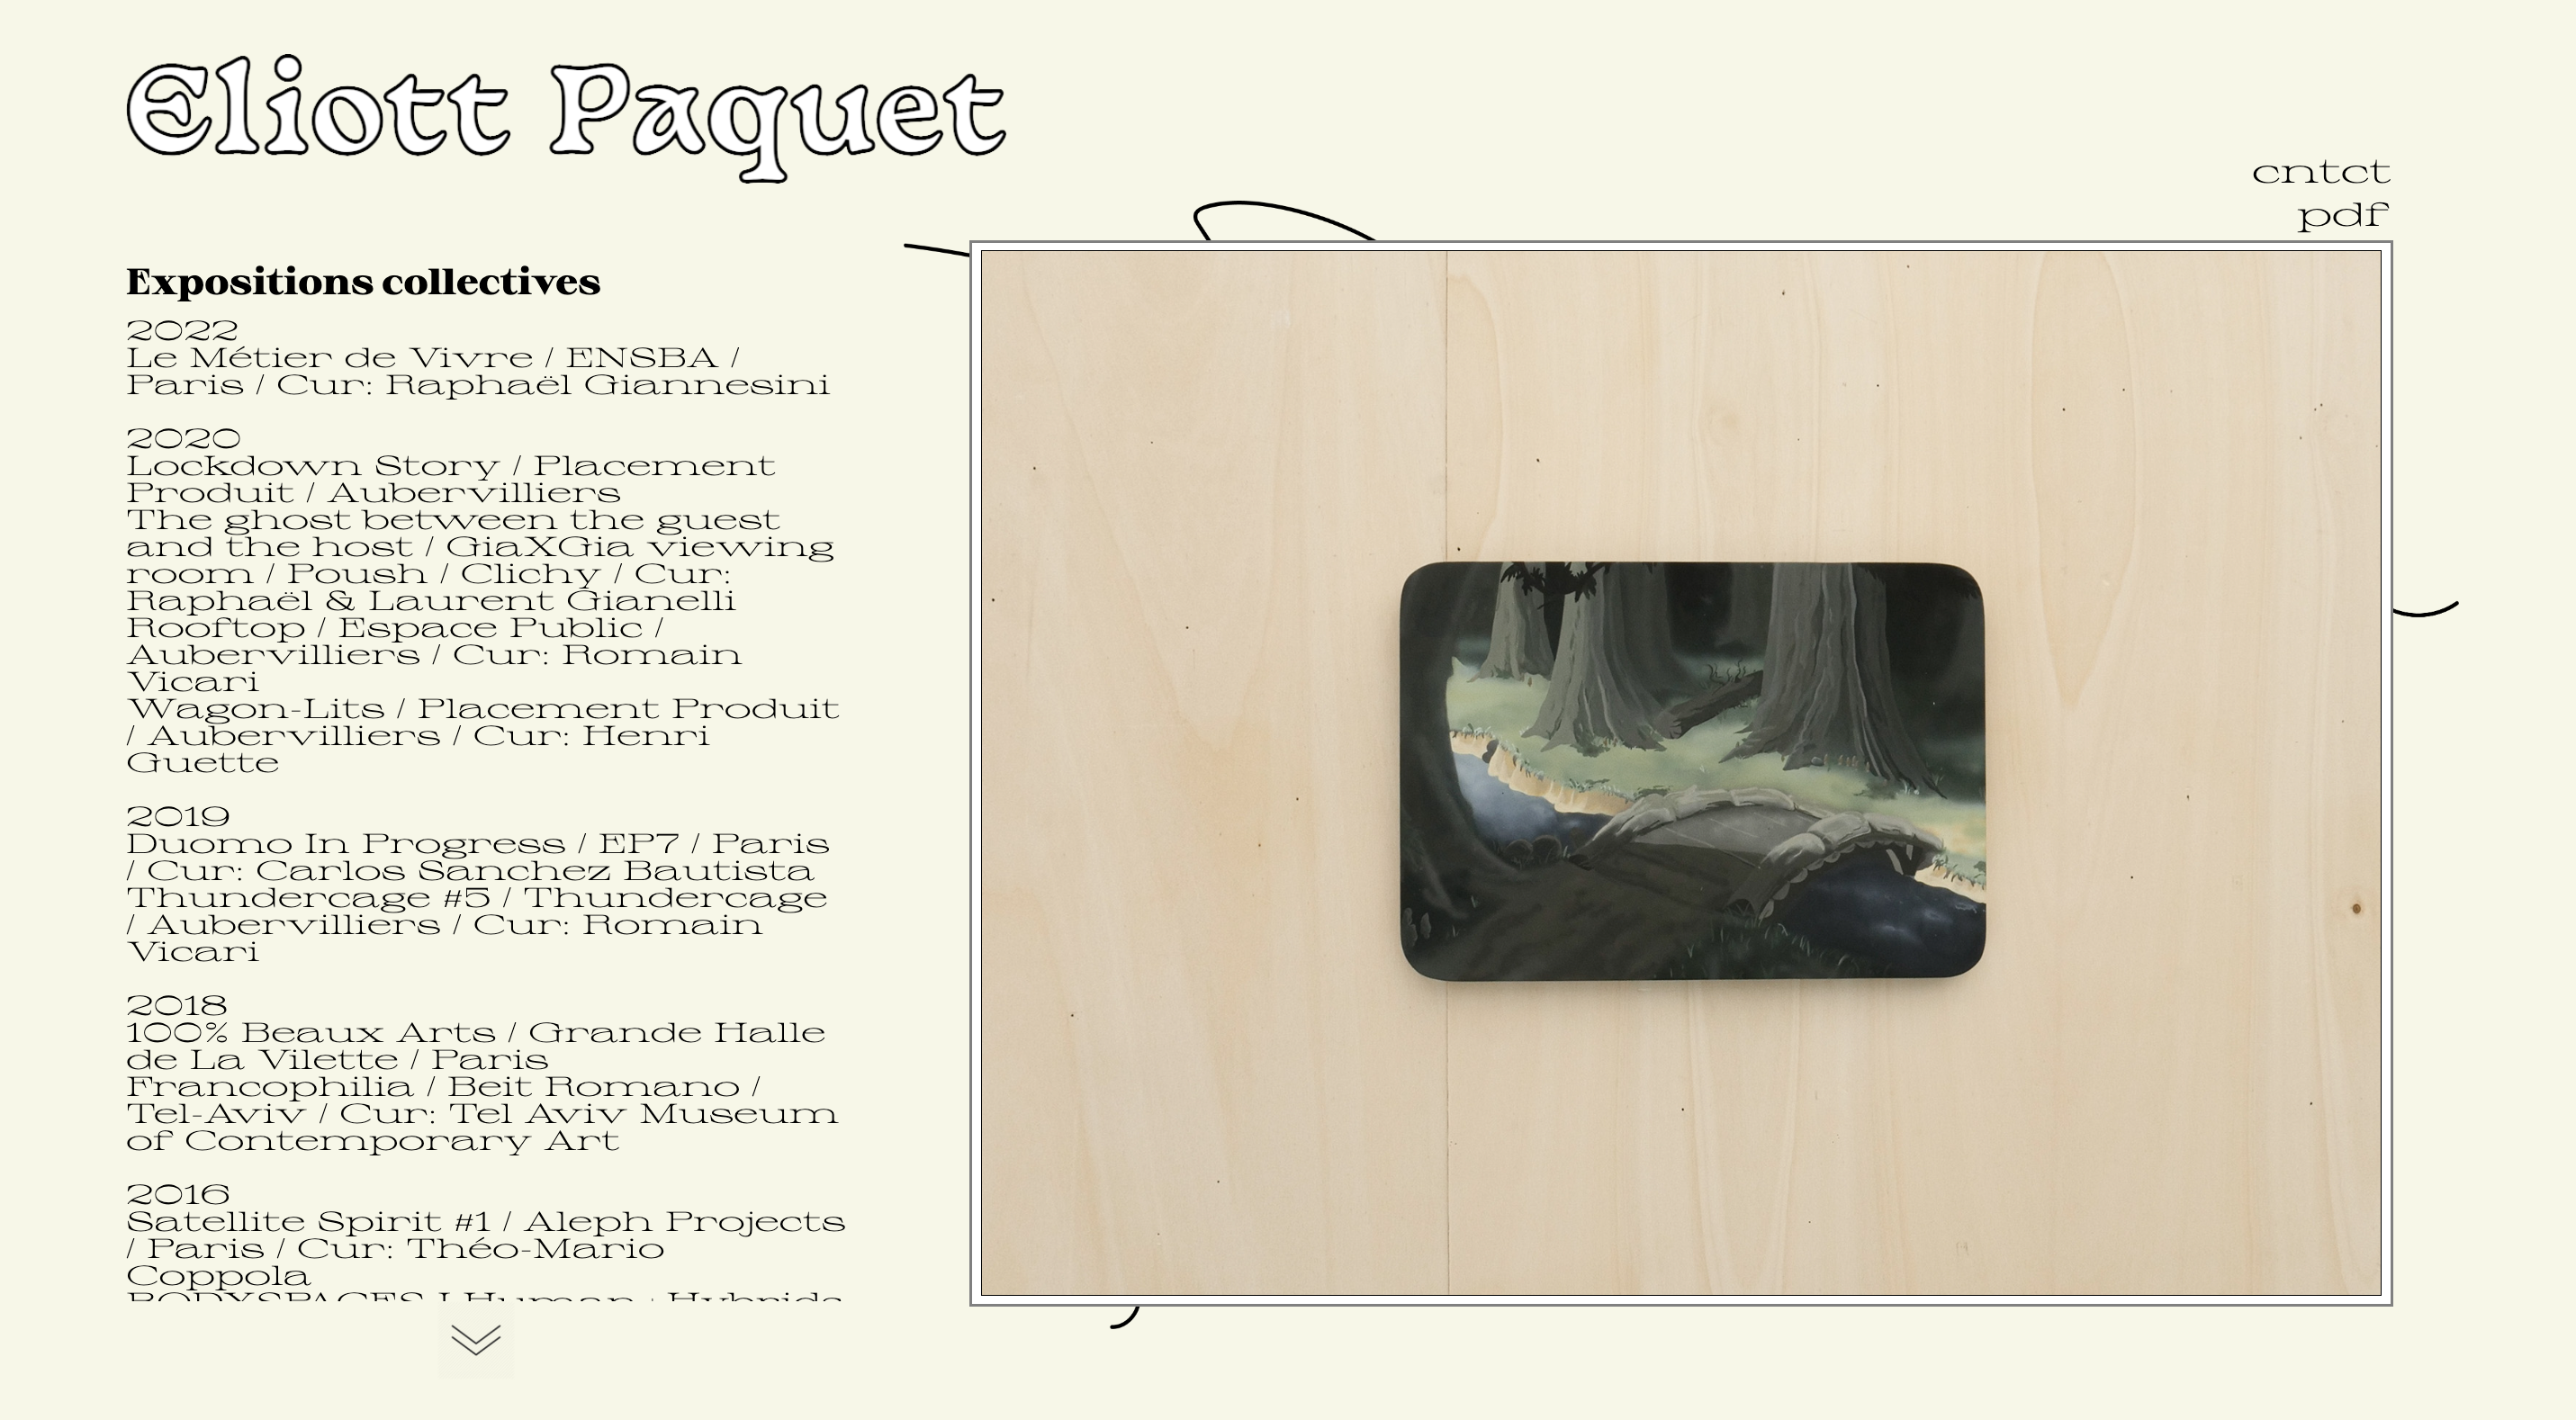 Eliott Paquet
cntct
pdf
Expositions collectives
2022
Le Métier de Vivre / ENSBA /
Paris / Cur: Raphaël Giannesini
2020
Lockdown Story / Placement
Produit / Aubervilliers
The ghost between the guest
and the host / GiaXGia viewing
room / Poush / Clichy / Cur:
Raphaël & Laurent Gianelli
Rooftop / Espace Public /
Aubervilliers / Cur: Romain
Vicari
Wagon-Lits / Placement Produit
/ Aubervilliers / Cur: Henri
Guette
2019
Duomo In Progress / EP7 / Paris
/ Cur: Carlos Sanchez Bautista
Thundercage #5 / Thundercage
/ Aubervilliers / Cur: Romain
Vicari
2018
100% Beaux Arts / Grande Halle
de La Vilette / Paris
Francophilia / Beit Romano /
Tel-Aviv / Cur: Tel Aviv Museum
of Contemporary Art
2016
Satellite Spirit #1 / Aleph Projects
/ Paris / Cur: Théo-Mario
Coppola
BODYSPACES I Human : Hybrids